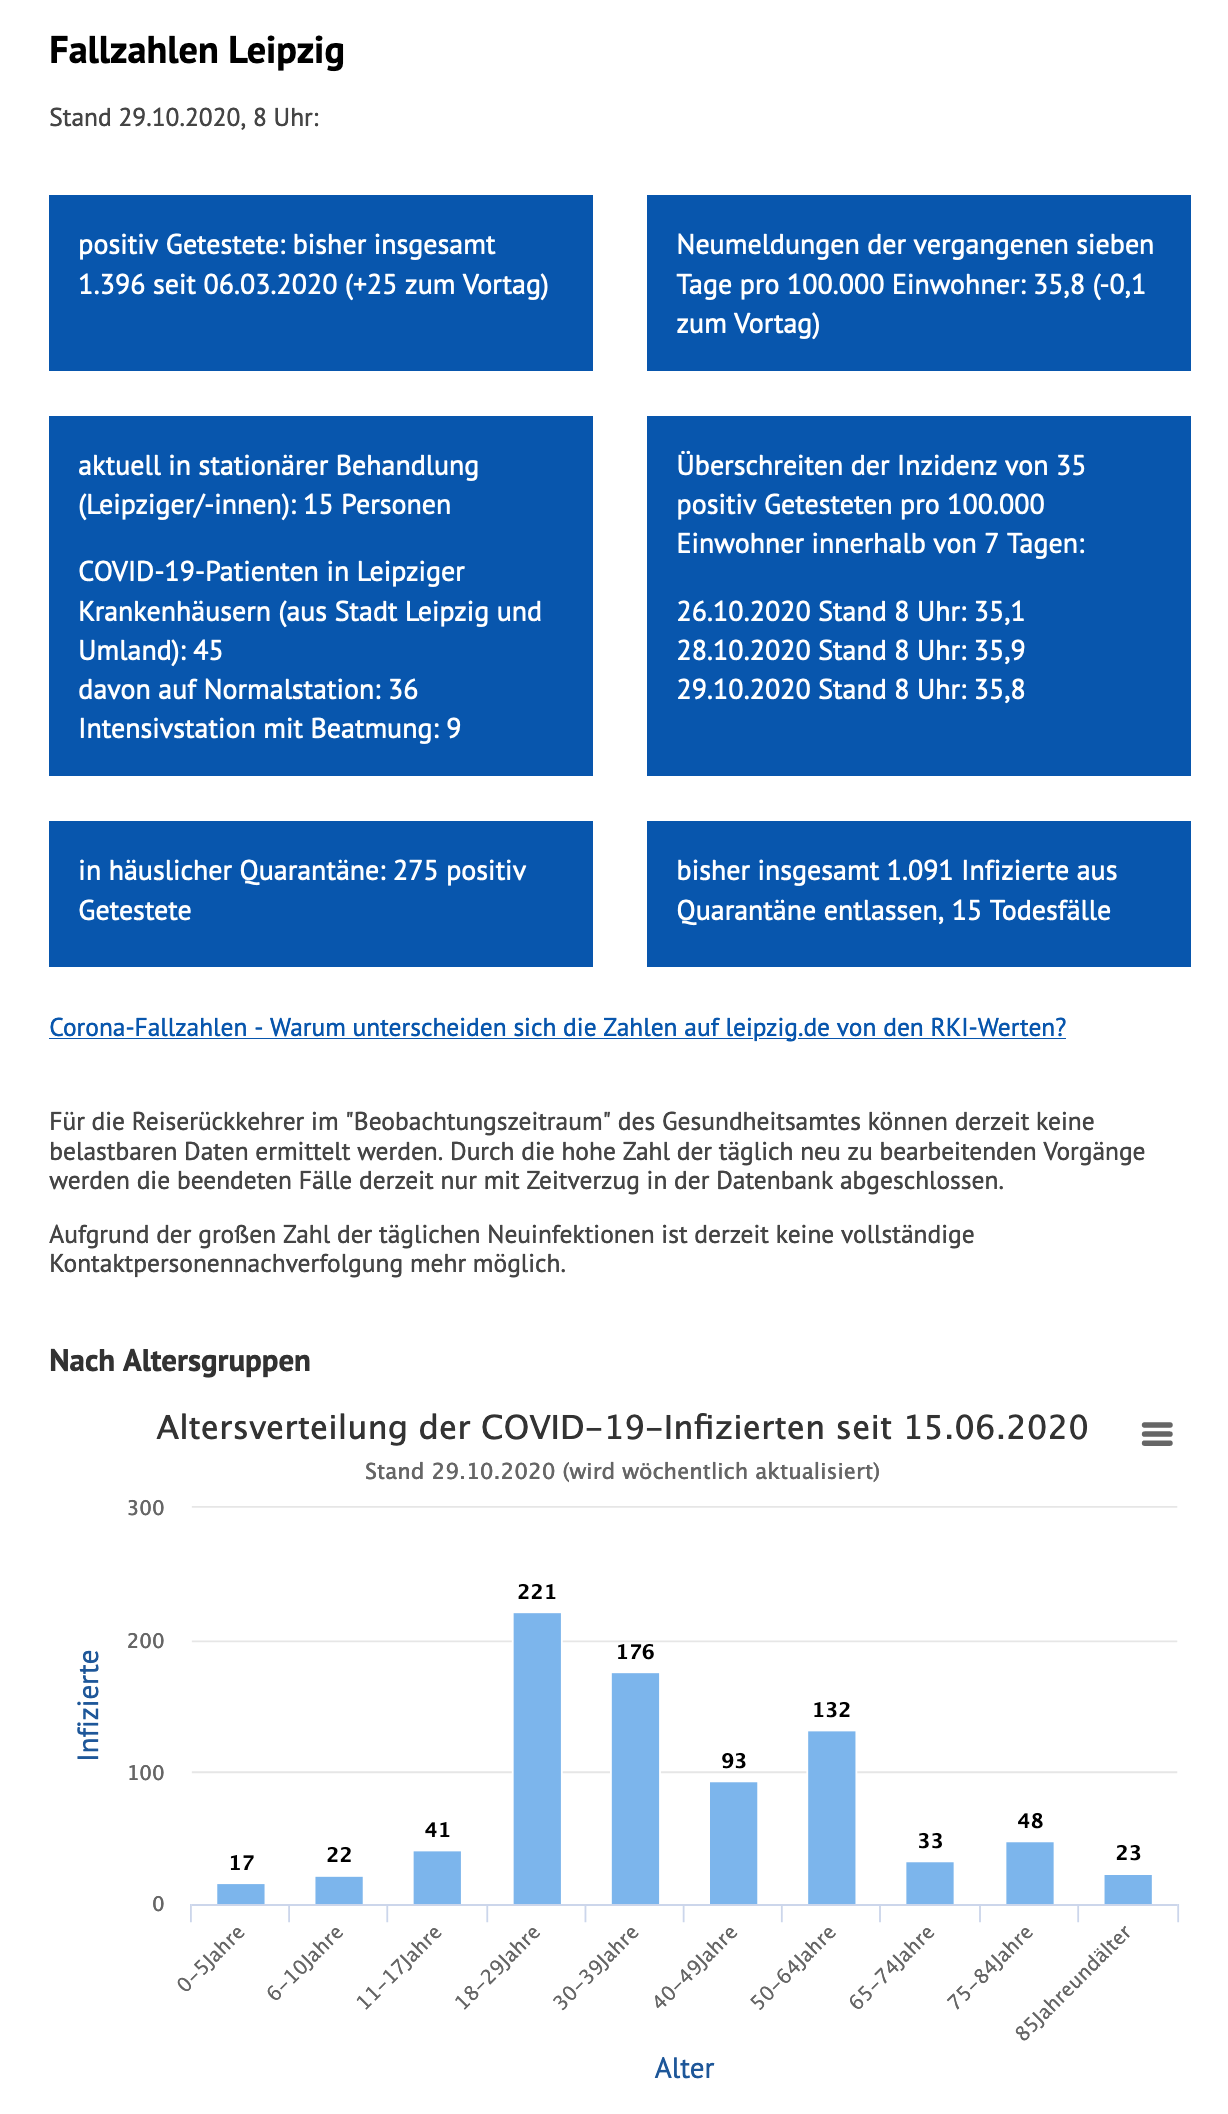 Fallzahlen Leipzig
Stand 29.10.2020, 8 Uhr:
positiv Getestete: bisher insgesamt
1.396 seit 06.03.2020 (+25 zum Vortag)
Neumeldungen der vergangenen sieben
Tage pro 100.000 Einwohner: 35,8 (-0,1
zum Vortag)
aktuell in stationärer Behandlung
(Leipziger/-innen): 15 Personen
COVID-19-Patienten in Leipziger
Krankenhäusern (aus Stadt Leipzig und
Umland): 45
davon auf Normalstation: 36
Intensivstation mit Beatmung: 9
Überschreiten der Inzidenz von 35
positiv Getesteten pro 100.000
Einwohner innerhalb von 7 Tagen:
26.10.2020 Stand 8 Uhr: 35,1
28.10.2020 Stand 8 Uhr: 35,9
29.10.2020 Stand 8 Uhr: 35,8
in häuslicher Quarantäne: 275 positiv
Getestete
bisher insgesamt 1.091 Infizierte aus
Quarantäne entlassen, 15 Todesfälle
Corona-Fallzahlen - Warum unterscheiden sich die Zahlen auf leipzig.de von den RKI-Werten?
Für die Reiserückkehrer im "Beobachtungszeitraum" des Gesundheitsamtes können derzeit keine
belastbaren Daten ermittelt werden. Durch die hohe Zahl der täglich neu zu bearbeitenden Vorgänge
werden die beendeten Fälle derzeit nur mit Zeitverzug in der Datenbank abgeschlossen.
Aufgrund der großen Zahl der täglichen Neuinfektionen ist derzeit keine vollständige
Kontaktpersonennachverfolgung mehr möglich.
Nach Altersgruppen
Altersverteilung der COVID-19-Infizierten seit 15.06.2020
Stand 29.10.2020 (wird wöchentlich aktualisiert)
Infizierte
300
200
100
0
17
22
41
221
176
93
132
33
48
23
0-5Jahre
6-10Jahre
11-17Jahre
18-29Jahre
30-39Jahre
40-49Jahre
50-64Jahre
65-74Jahre
75-84Jahre
85Jahreundälter
Alter